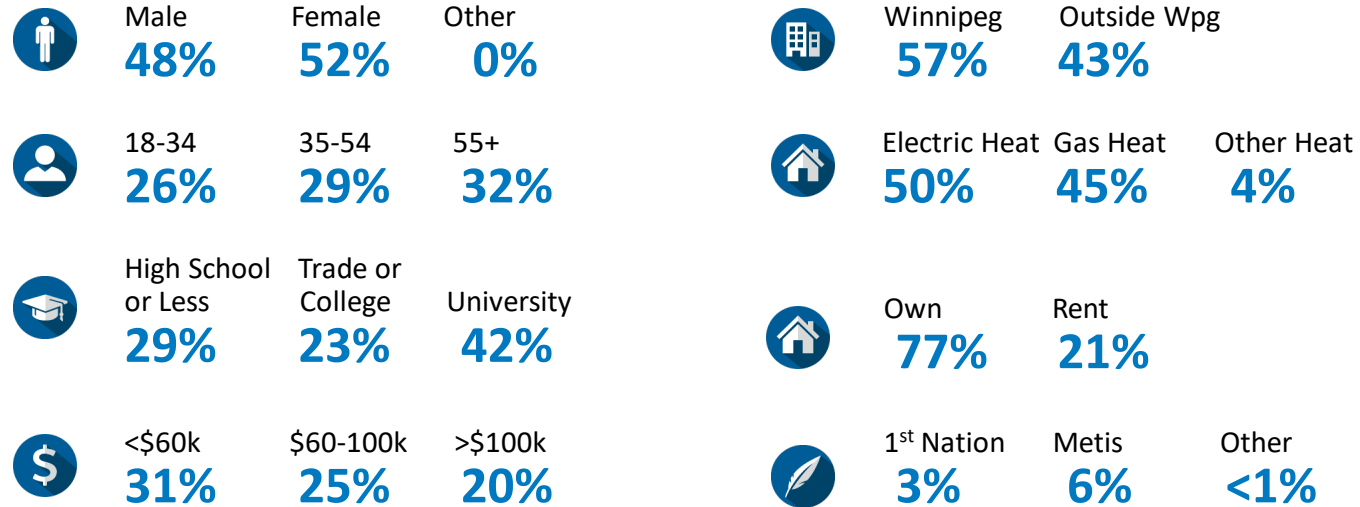 Male Female Other
48% 52% 0%
18-34 35-54 55+
26% 29% 32%
High School Trade or
or Less College University
29% 23% 42%
<$60k $60-100k >$100k
31% 25% 20%
Winnipeg Outside Wpg
57% 43%
Electric Heat Gas Heat Other Heat
50% 45% 4%
Own Rent
77% 21%
1st Nation Metis Other
3% 6% <1%